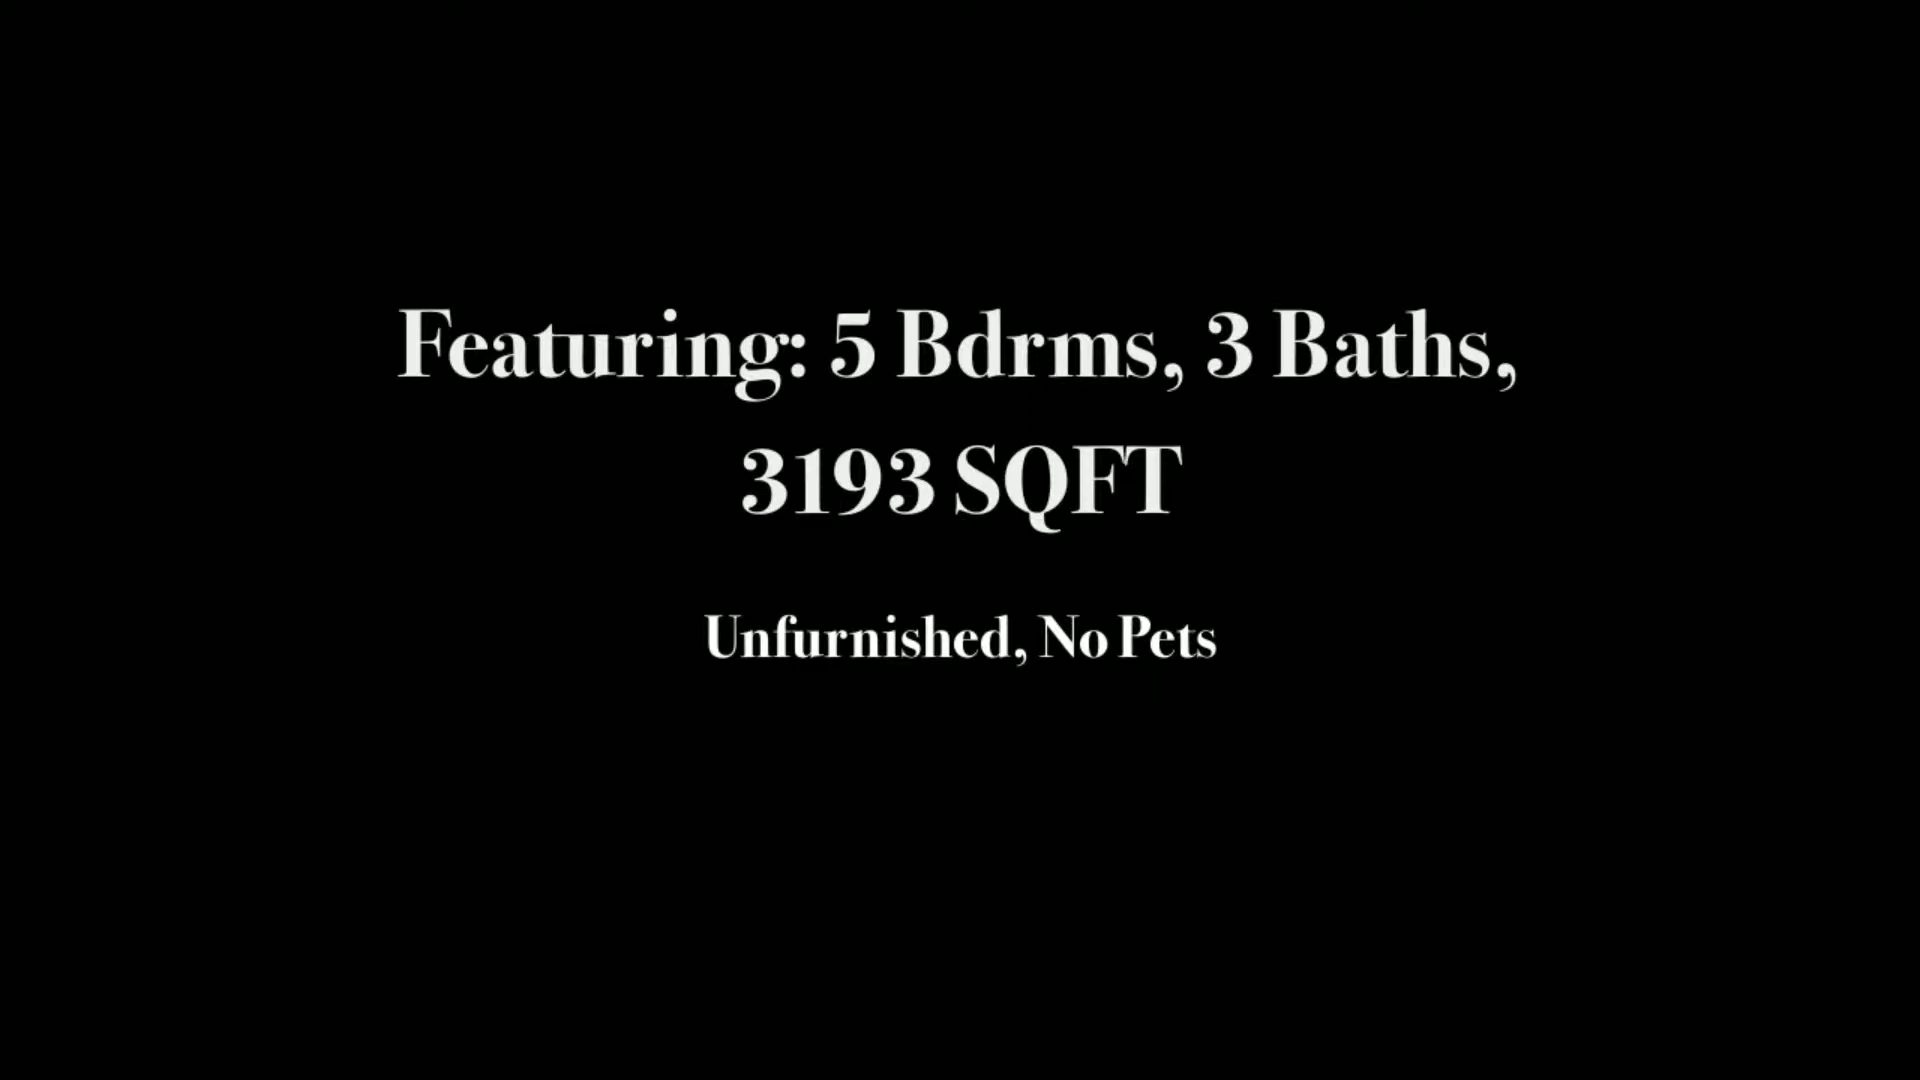 Featuring: 5 Bdrms, 3 Baths,
3193 SQFT
Unfurnished, No Pets